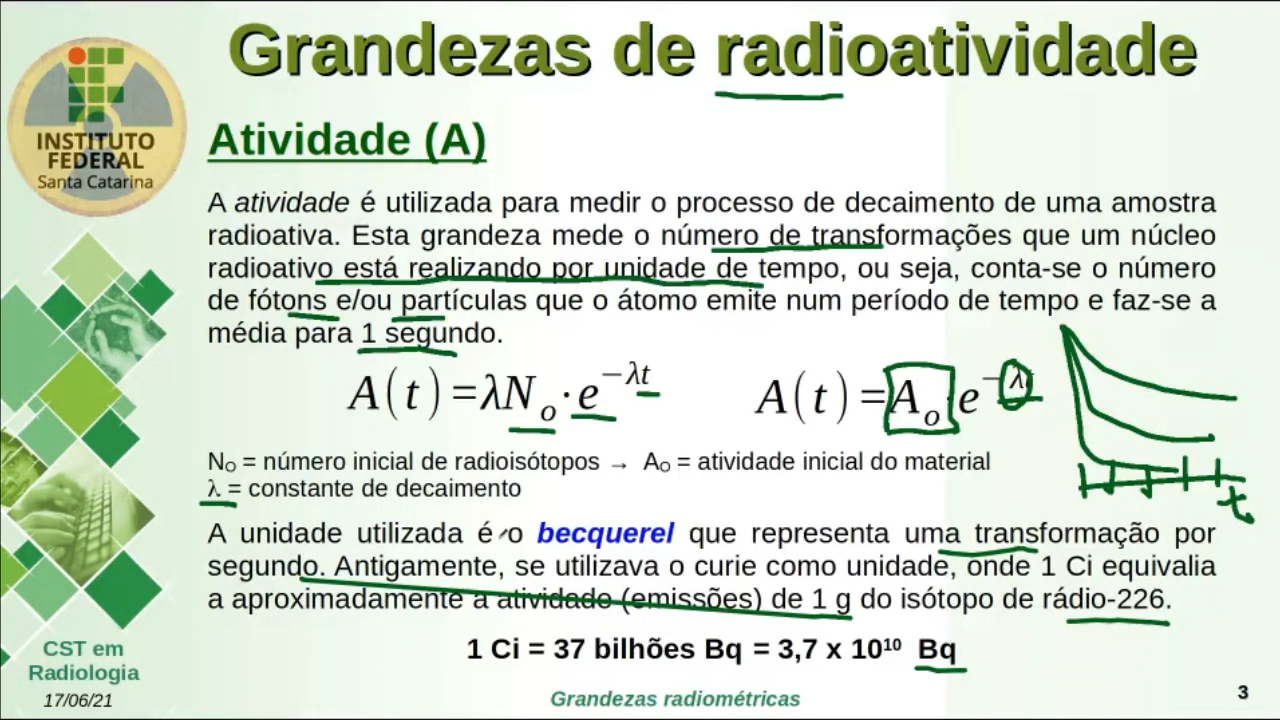 Grandezas de radioatividade
INSTITUTO
FEDERAL
Santa Catarina
Atividade (A)
A atividade é utilizada para medir o processo de decaimento de uma amostra
radioativa. Esta grandeza mede o número de transformações que um núcleo
radioativo está realizando por unidade de tempo, ou seja, conta-se o número
de fótons e/ou partículas que o átomo emite num período de tempo e faz-se a
média para 1 segundo.
A(t)=λN₀·e^−λt A(t)=A₀·e^−λt
t
N₀ = número inicial de radioisótopos → A₀ = atividade inicial do material
λ = constante de decaimento
A unidade utilizada é o becquerel que representa uma transformação por
segundo. Antigamente, se utilizava o curie como unidade, onde 1 Ci equivalia
a aproximadamente a atividade (emissões) de 1 g do isótopo de rádio-226.
1 Ci = 37 bilhões Bq = 3,7 x 10¹⁰ Bq
CST em
Radiologia
17/06/21
Grandezas radiométricas
3